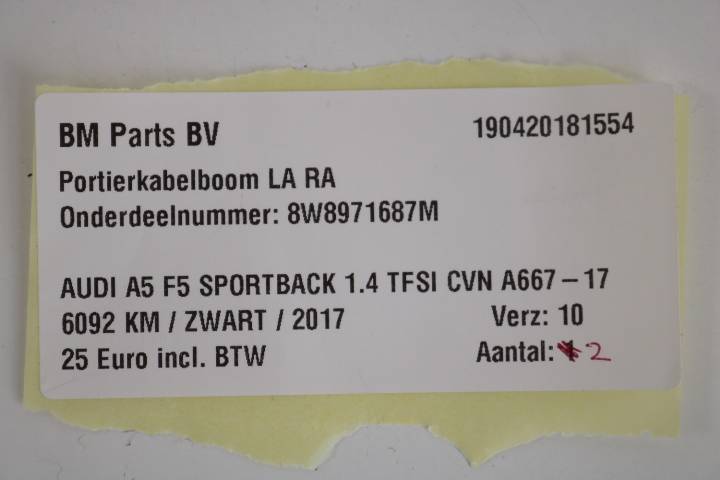 BM Parts BV 190420181554
Portierkabelboom LA RA
Onderdeelnummer: 8W8971687M
AUDI A5 F5 SPORTBACK 1.4 TFSI CVN A667-17
6092 KM / ZWART / 2017 Verz: 10
25 Euro incl. BTW Aantal: 2